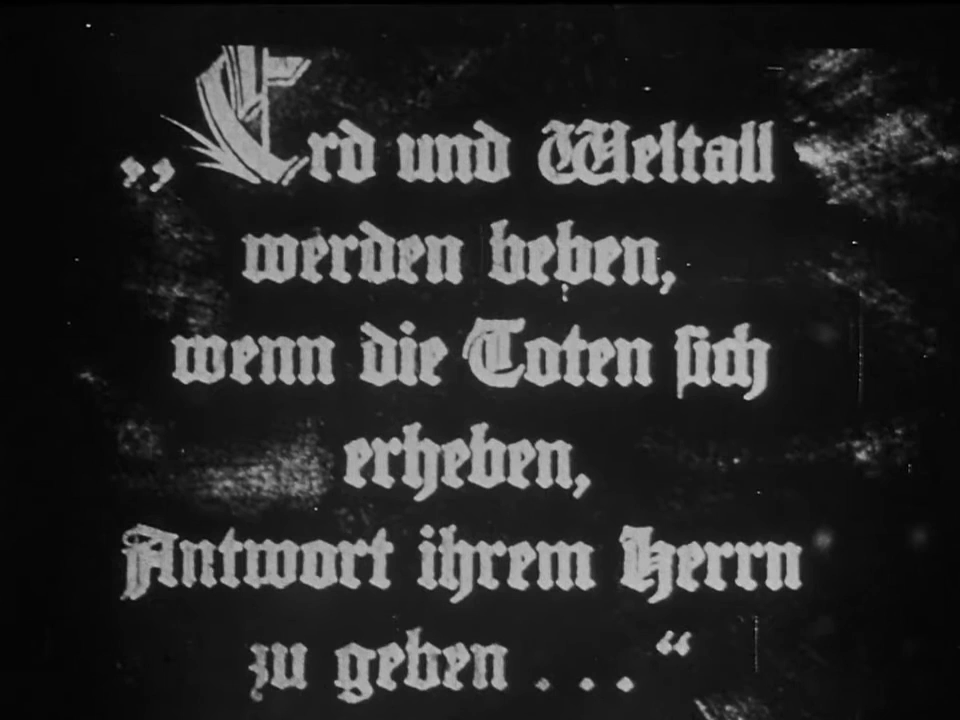 „Erd und Weltall
werden beben,
wenn die Toten sich
erheben,
Antwort ihrem Herrn
zu geben . . .“